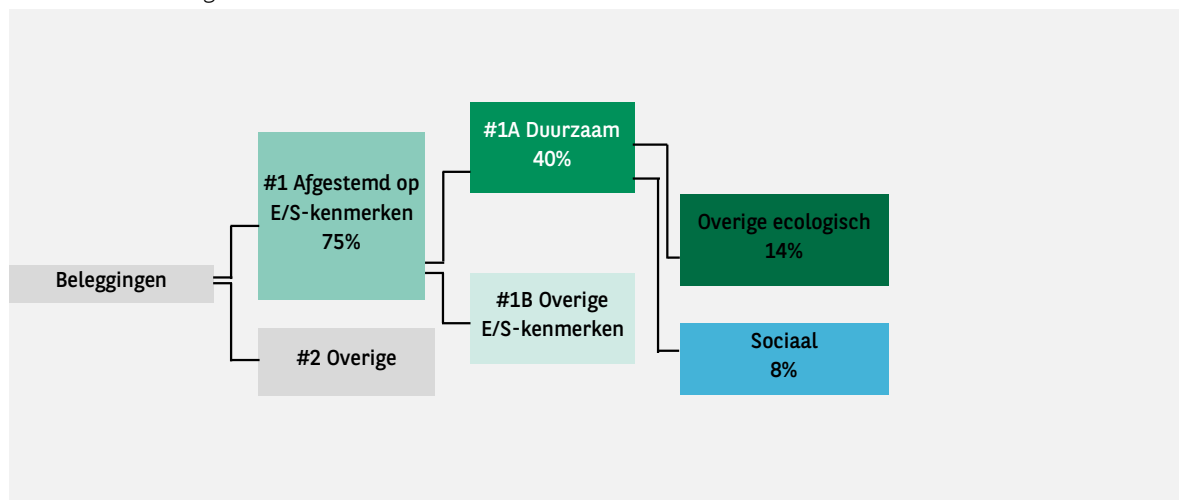 #1A Duurzaam
40%
#1 Afgestemd op
E/S-kenmerken
75%
Overige ecologisch
14%
Beleggingen
#1B Overige
E/S-kenmerken
Sociaal
8%
#2 Overige